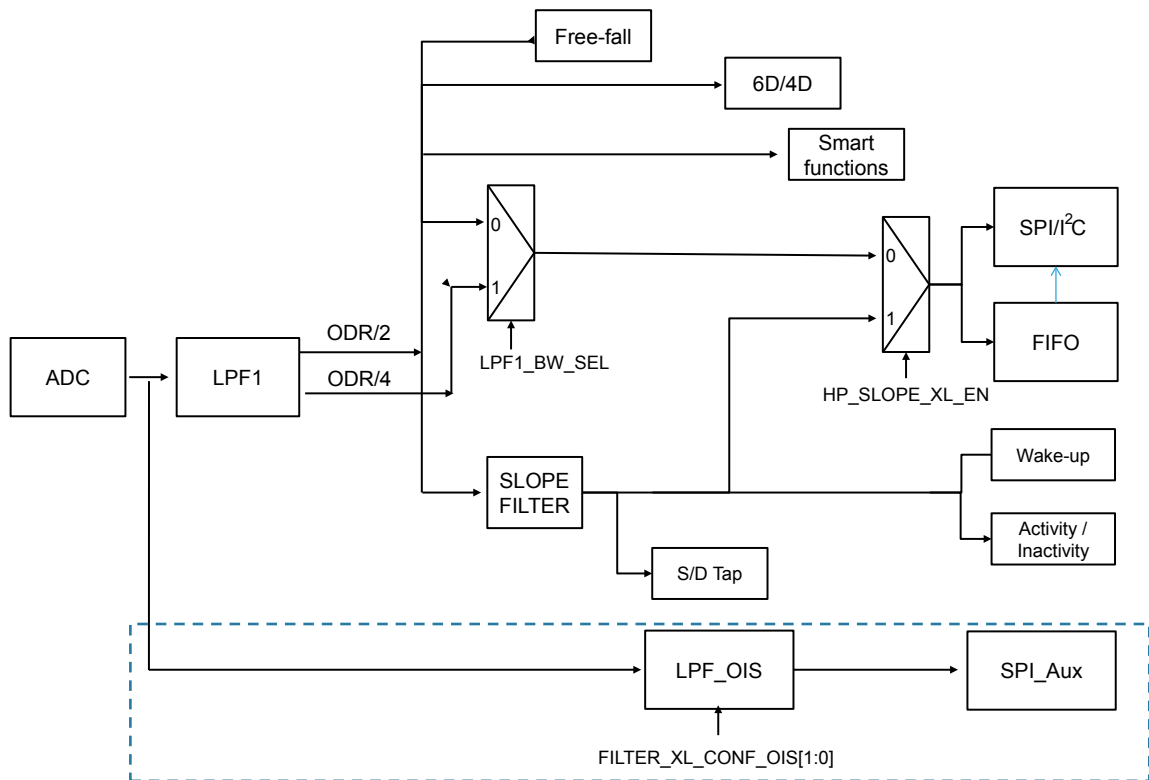 Free-fall
6D/4D
Smart
functions
0
1
LPF1_BW_SEL
0
1
HP_SLOPE_XL_EN
SPI/I²C
FIFO
ADC
LPF1
ODR/2
ODR/4
SLOPE
FILTER
S/D Tap
Wake-up
Activity /
Inactivity
LPF_OIS
SPI_Aux
FILTER_XL_CONF_OIS[1:0]